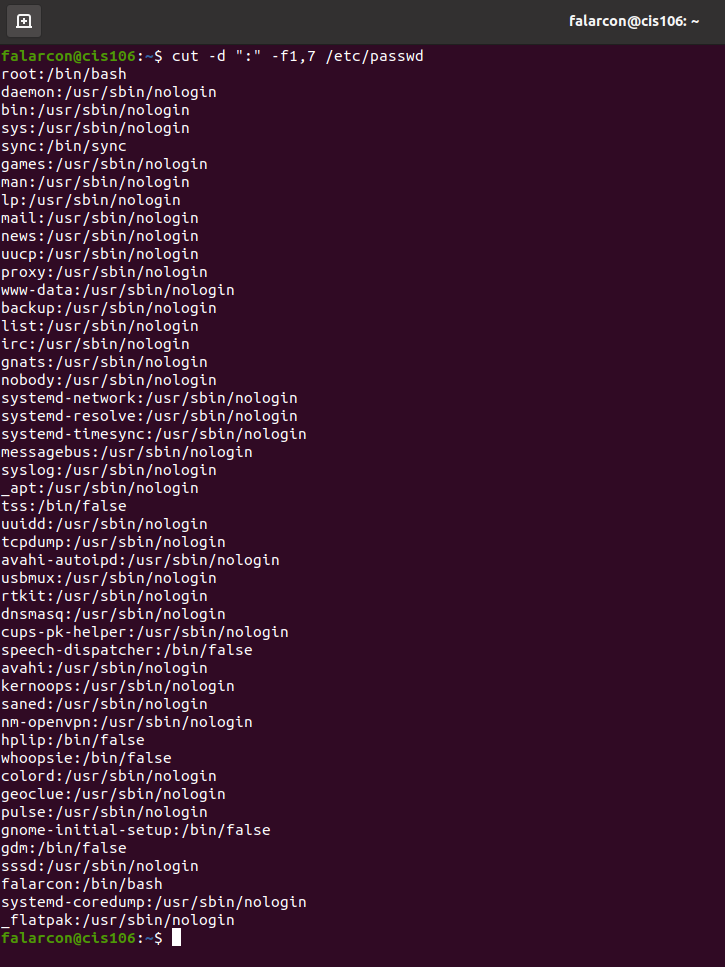 falarcon@cis106: ~
falarcon@cis106:~$ cut -d ":" -f1,7 /etc/passwd
root:/bin/bash
daemon:/usr/sbin/nologin
bin:/usr/sbin/nologin
sys:/usr/sbin/nologin
sync:/bin/sync
games:/usr/sbin/nologin
man:/usr/sbin/nologin
lp:/usr/sbin/nologin
mail:/usr/sbin/nologin
news:/usr/sbin/nologin
uucp:/usr/sbin/nologin
proxy:/usr/sbin/nologin
www-data:/usr/sbin/nologin
backup:/usr/sbin/nologin
list:/usr/sbin/nologin
irc:/usr/sbin/nologin
gnats:/usr/sbin/nologin
nobody:/usr/sbin/nologin
systemd-network:/usr/sbin/nologin
systemd-resolve:/usr/sbin/nologin
systemd-timesync:/usr/sbin/nologin
messagebus:/usr/sbin/nologin
syslog:/usr/sbin/nologin
_apt:/usr/sbin/nologin
tss:/bin/false
uuidd:/usr/sbin/nologin
tcpdump:/usr/sbin/nologin
avahi-autoipd:/usr/sbin/nologin
usbmux:/usr/sbin/nologin
rtkit:/usr/sbin/nologin
dnsmasq:/usr/sbin/nologin
cups-pk-helper:/usr/sbin/nologin
speech-dispatcher:/bin/false
avahi:/usr/sbin/nologin
kernoops:/usr/sbin/nologin
saned:/usr/sbin/nologin
nm-openvpn:/usr/sbin/nologin
hplip:/bin/false
whoopsie:/bin/false
colord:/usr/sbin/nologin
geoclue:/usr/sbin/nologin
pulse:/usr/sbin/nologin
gnome-initial-setup:/bin/false
gdm:/bin/false
sssd:/usr/sbin/nologin
falarcon:/bin/bash
systemd-coredump:/usr/sbin/nologin
_flatpak:/usr/sbin/nologin
falarcon@cis106:~$